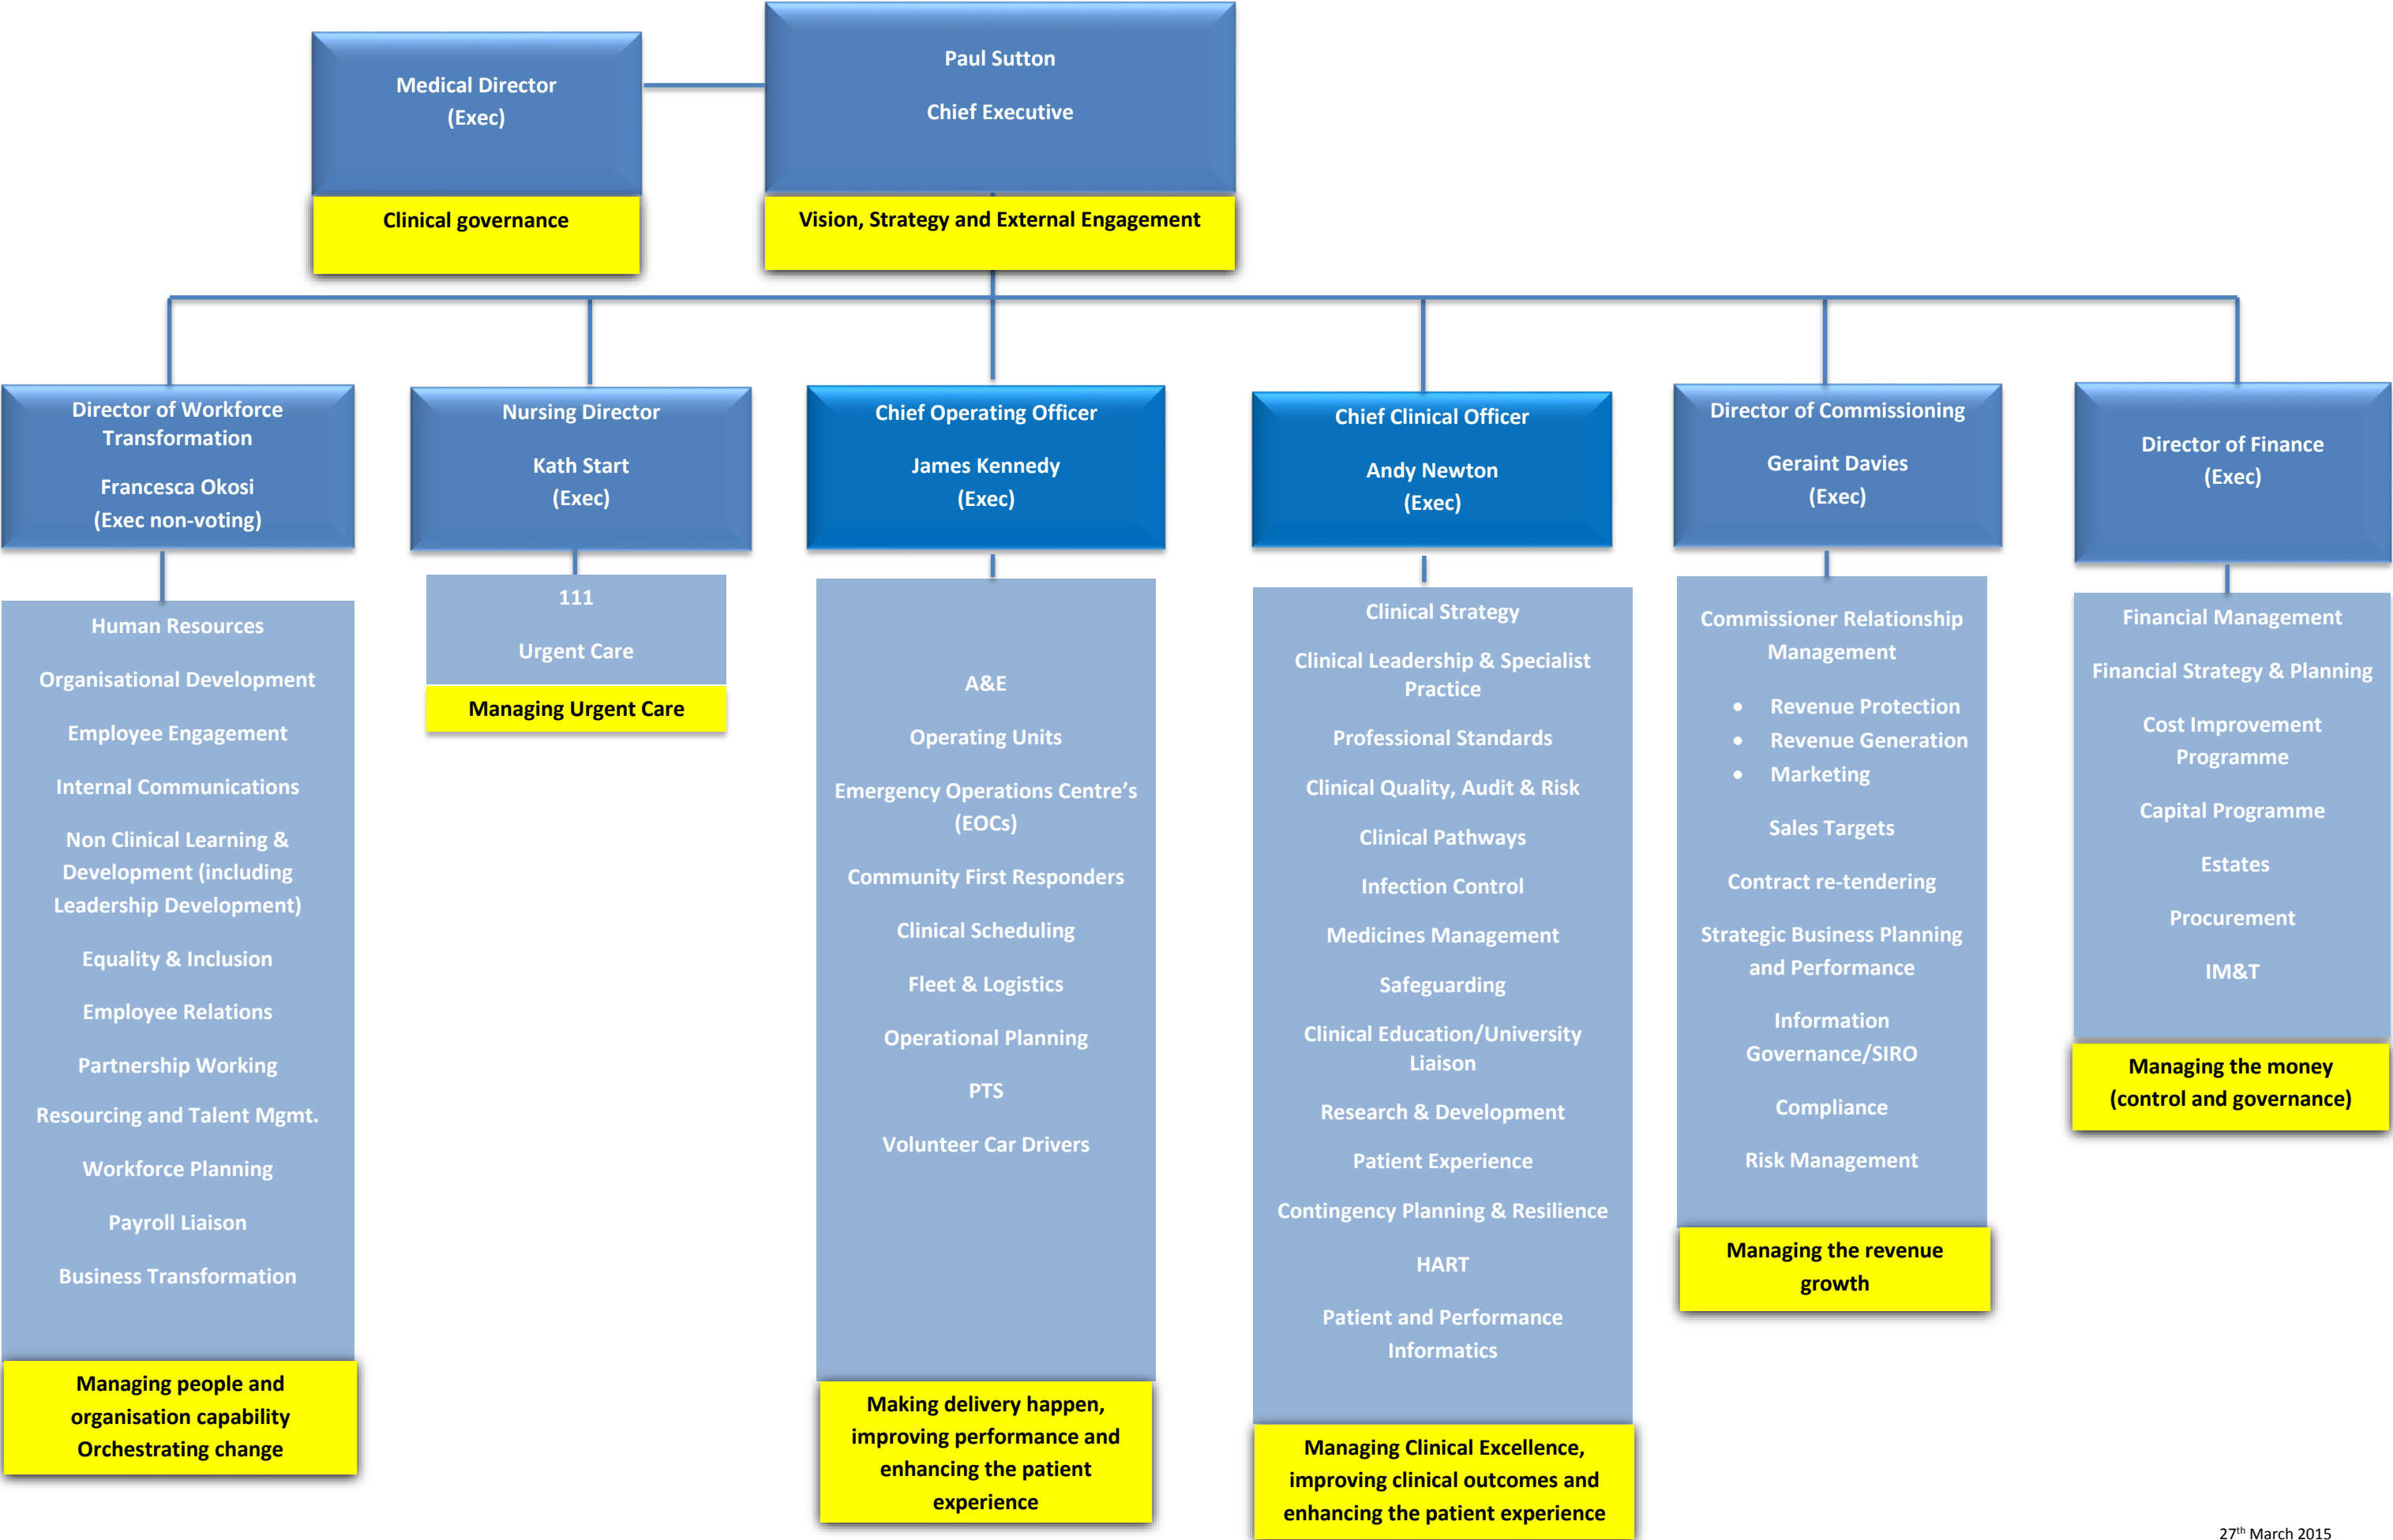 Medical Director
(Exec)
Clinical governance
Paul Sutton
Chief Executive
Vision, Strategy and External Engagement
Director of Workforce
Transformation
Francesca Okosi
(Exec non-voting)
Human Resources
Organisational Development
Employee Engagement
Internal Communications
Non Clinical Learning &
Development (including
Leadership Development)
Equality & Inclusion
Employee Relations
Partnership Working
Resourcing and Talent Mgmt.
Workforce Planning
Payroll Liaison
Business Transformation
Managing people and
organisation capability
Orchestrating change
Nursing Director
Kath Start
(Exec)
111
Urgent Care
Managing Urgent Care
Chief Operating Officer
James Kennedy
(Exec)
A&E
Operating Units
Emergency Operations Centre’s
(EOCs)
Community First Responders
Clinical Scheduling
Fleet & Logistics
Operational Planning
PTS
Volunteer Car Drivers
Making delivery happen,
improving performance and
enhancing the patient
experience
Chief Clinical Officer
Andy Newton
(Exec)
Clinical Strategy
Clinical Leadership & Specialist
Practice
Professional Standards
Clinical Quality, Audit & Risk
Clinical Pathways
Infection Control
Medicines Management
Safeguarding
Clinical Education/University
Liaison
Research & Development
Patient Experience
Contingency Planning & Resilience
HART
Patient and Performance
Informatics
Managing Clinical Excellence,
improving clinical outcomes and
enhancing the patient experience
Director of Commissioning
Geraint Davies
(Exec)
Commissioner Relationship
Management
• Revenue Protection
• Revenue Generation
• Marketing
Sales Targets
Contract re-tendering
Strategic Business Planning
and Performance
Information
Governance/SIRO
Compliance
Risk Management
Managing the revenue
growth
Director of Finance
(Exec)
Financial Management
Financial Strategy & Planning
Cost Improvement
Programme
Capital Programme
Estates
Procurement
IM&T
Managing the money
(control and governance)
27th March 2015